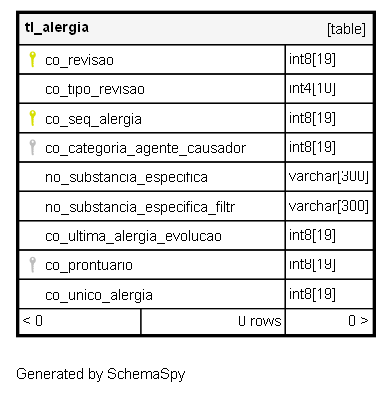 tl_alergia [table]
co_revisao int8[19]
co_tipo_revisao int4[10]
co_seq_alergia int8[19]
co_categoria_agente_causador int8[19]
no_substancia_especifica varchar[300]
no_substancia_especifica_filtr varchar[300]
co_ultima_alergia_evolucao int8[19]
co_prontuario int8[19]
co_unico_alergia int8[19]
< 0 0 rows 0 >
Generated by SchemaSpy